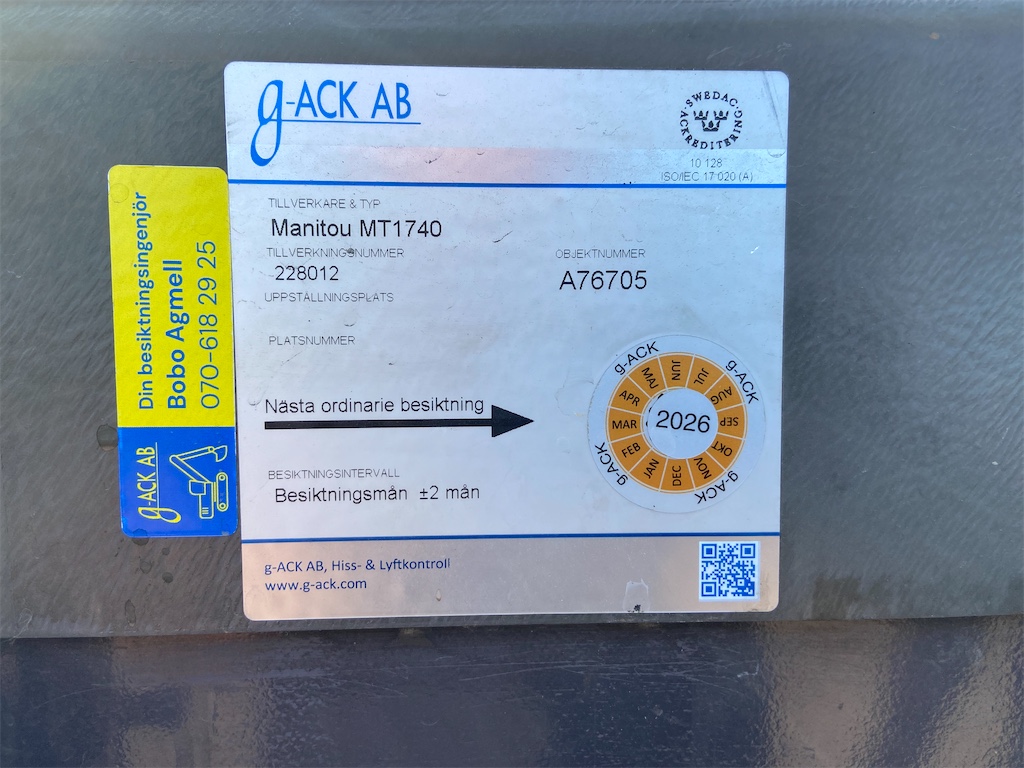 g-ACK AB
SWEDAC
ACKREDITERING
10 128
ISO/IEC 17 020 (A)
TILLVERKARE & TYP
Manitou MT1740
TILLVERKNINGSNUMMER
228012
OBJEKTNUMMER
A76705
UPPSTÄLLNINGSPLATS
PLATSNUMMER
Nästa ordinarie besiktning
g-ACK
g-ACK
g-ACK
g-ACK
JAN
FEB
MAR
APR
MAJ
JUN
JUL
AUG
SEP
OKT
NOV
DEC
2026
BESIKTNINGSINTERVALL
Besiktningsmån ±2 mån
g-ACK AB, Hiss- & Lyftkontroll
www.g-ack.com
Din besiktningsingenjör
Bobo Agmell
070-618 29 25
g-ACK AB